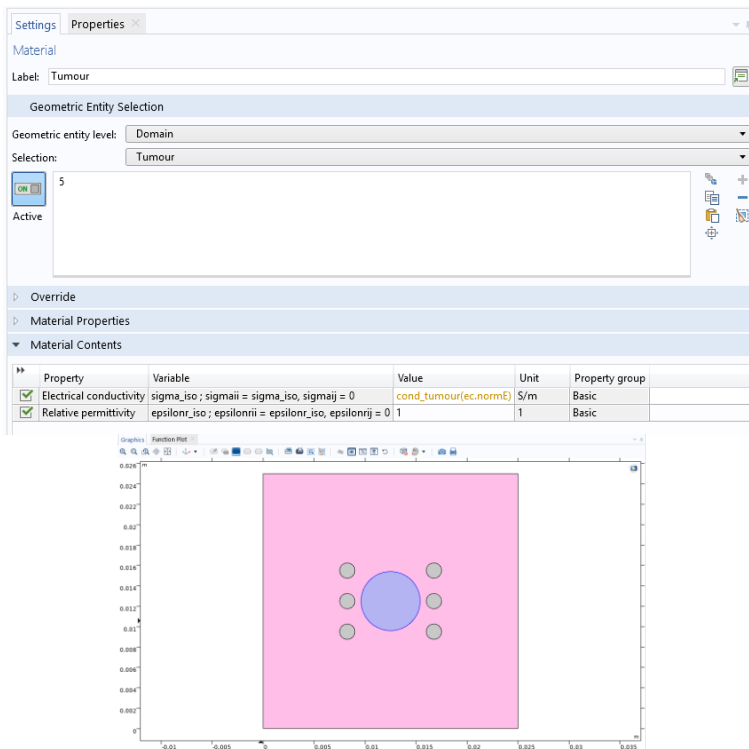 Settings Properties
Material
Label: Tumour
Geometric Entity Selection
Geometric entity level: Domain
Selection: Tumour
ON 5
Active
Override
Material Properties
Material Contents
Property Variable Value Unit Property group
Electrical conductivity sigma_iso ; sigmaii = sigma_iso, sigmaij = 0 cond_tumour(ec.normE) S/m Basic
Relative permittivity epsilonr_iso ; epsilonrii = epsilonr_iso, epsilonrij = 0 1 1 Basic
Graphics Function Plot
0.026 m
0.024
0.022
0.02
0.018
0.016
0.014
0.012
0.01
0.008
0.006
0.004
0.002
0
m
-0.01 -0.005 0 0.005 0.01 0.015 0.02 0.025 0.03 0.035